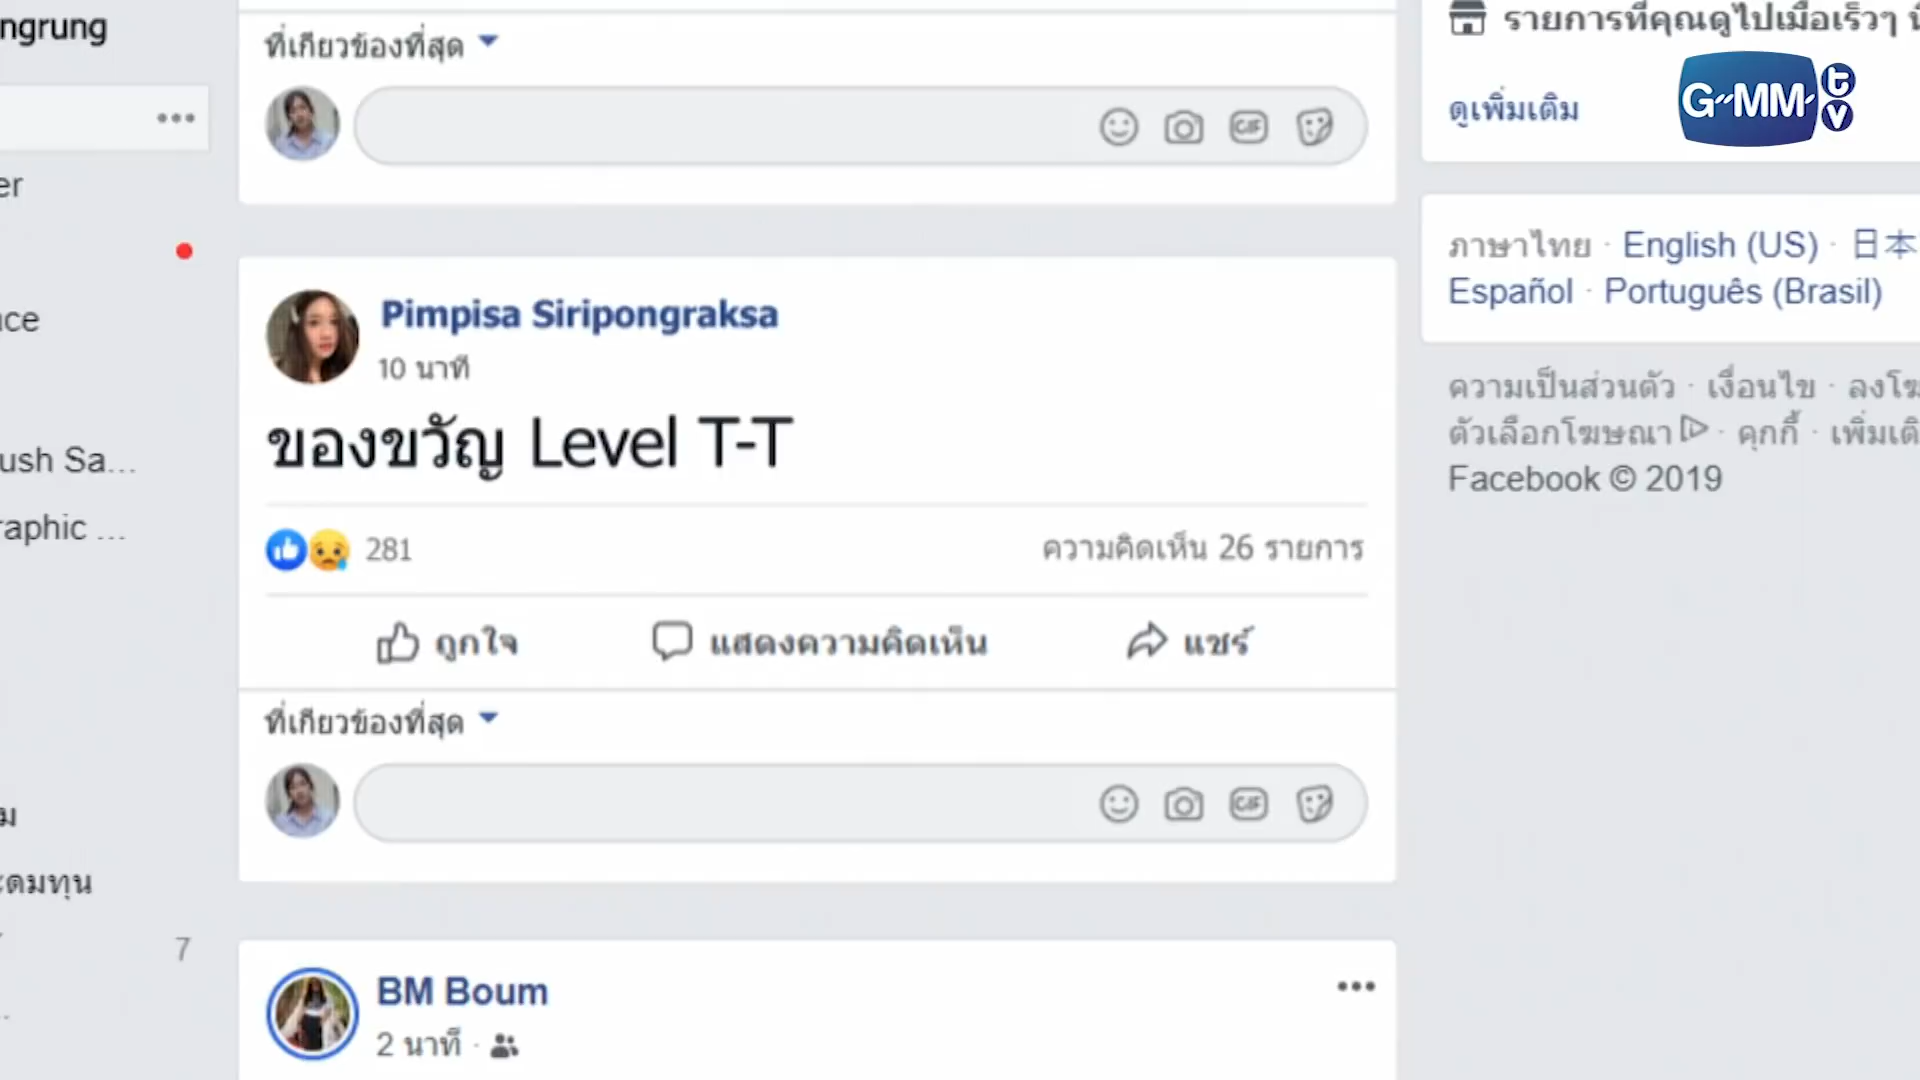 ngrung
er
ce
ush Sa...
raphic ...
ดมทุน
7
ที่เกี่ยวข้องที่สุด
GIF
Pimpisa Siripongraksa
10 นาที
ของขวัญ Level T-T
281
ความคิดเห็น 26 รายการ
ถูกใจ
แสดงความคิดเห็น
แชร์
ที่เกี่ยวข้องที่สุด
GIF
BM Boum
2 นาที ·
รายการที่คุณดูไปเมื่อเร็วๆ
ดูเพิ่มเติม
GMM
tv
ภาษาไทย · English (US) · 日本
Español · Português (Brasil)
ความเป็นส่วนตัว · เงื่อนไข · ลงโฆ
ตัวเลือกโฆษณา · คุกกี้ · เพิ่มเติ
Facebook © 2019